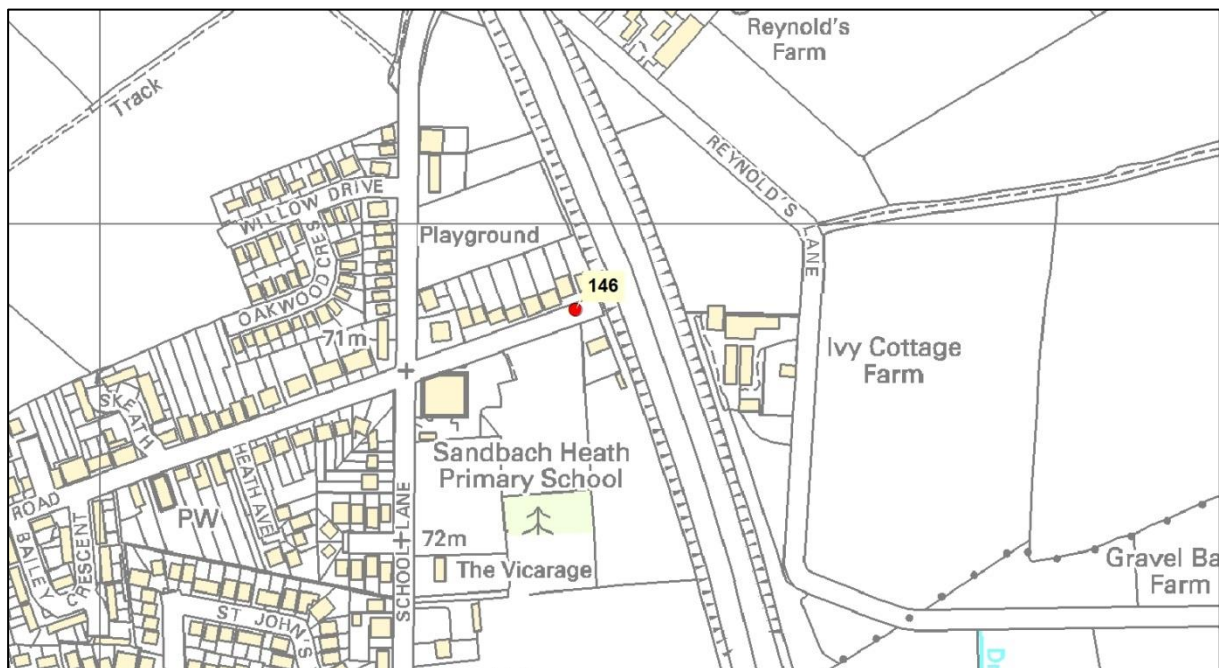 Reynold's
Farm
Track
REYNOLD'S LANE
WILLOW DRIVE
Playground
OAKWOOD CRES
146
71m
Ivy Cottage
Farm
SKEATH
Sandbach Heath
Primary School
HEATH AVE
ROAD
PW
SCHOOL LANE
72m
BAILEY
CRESCENT
The Vicarage
Gravel Ba
Farm
ST JOHN'S